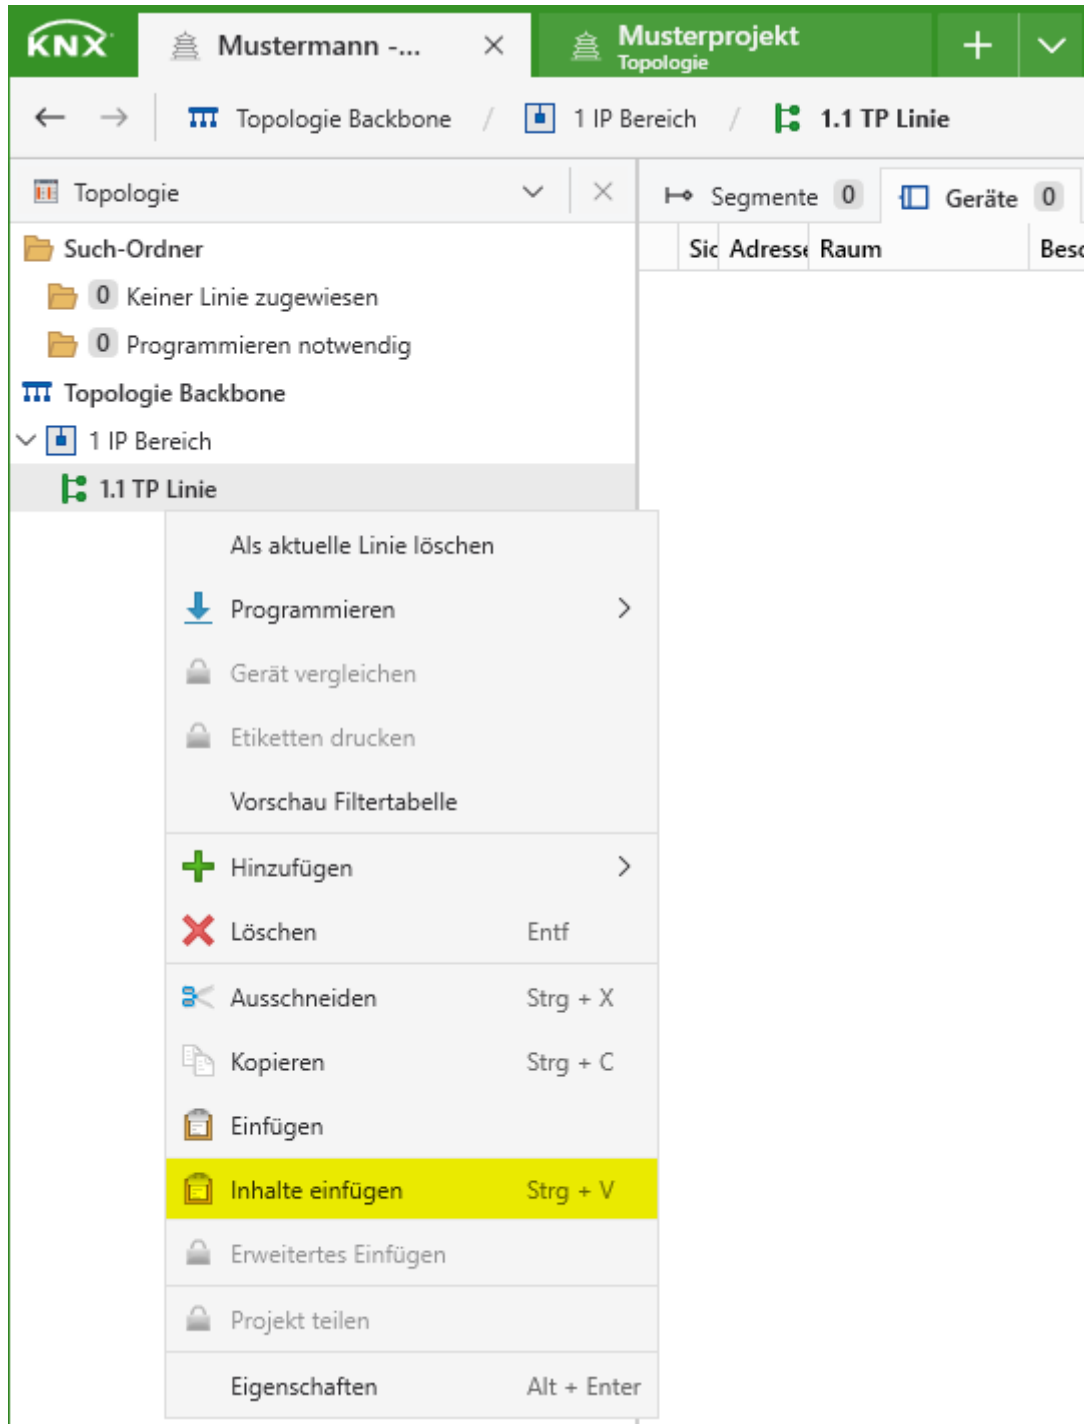 KNX
Mustermann -...
Musterprojekt
Topologie
Topologie Backbone / 1 IP Bereich / 1.1 TP Linie
Topologie
Segmente 0 Geräte 0
Such-Ordner
Sic Adresse Raum Besc
0 Keiner Linie zugewiesen
0 Programmieren notwendig
Topologie Backbone
1 IP Bereich
1.1 TP Linie
Als aktuelle Linie löschen
Programmieren
Gerät vergleichen
Etiketten drucken
Vorschau Filtertabelle
Hinzufügen
Löschen Entf
Ausschneiden Strg + X
Kopieren Strg + C
Einfügen
Inhalte einfügen Strg + V
Erweitertes Einfügen
Projekt teilen
Eigenschaften Alt + Enter